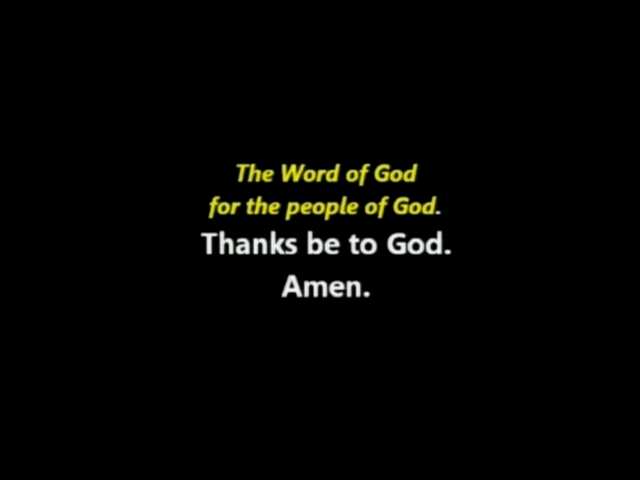 The Word of God
for the people of God.
Thanks be to God.
Amen.